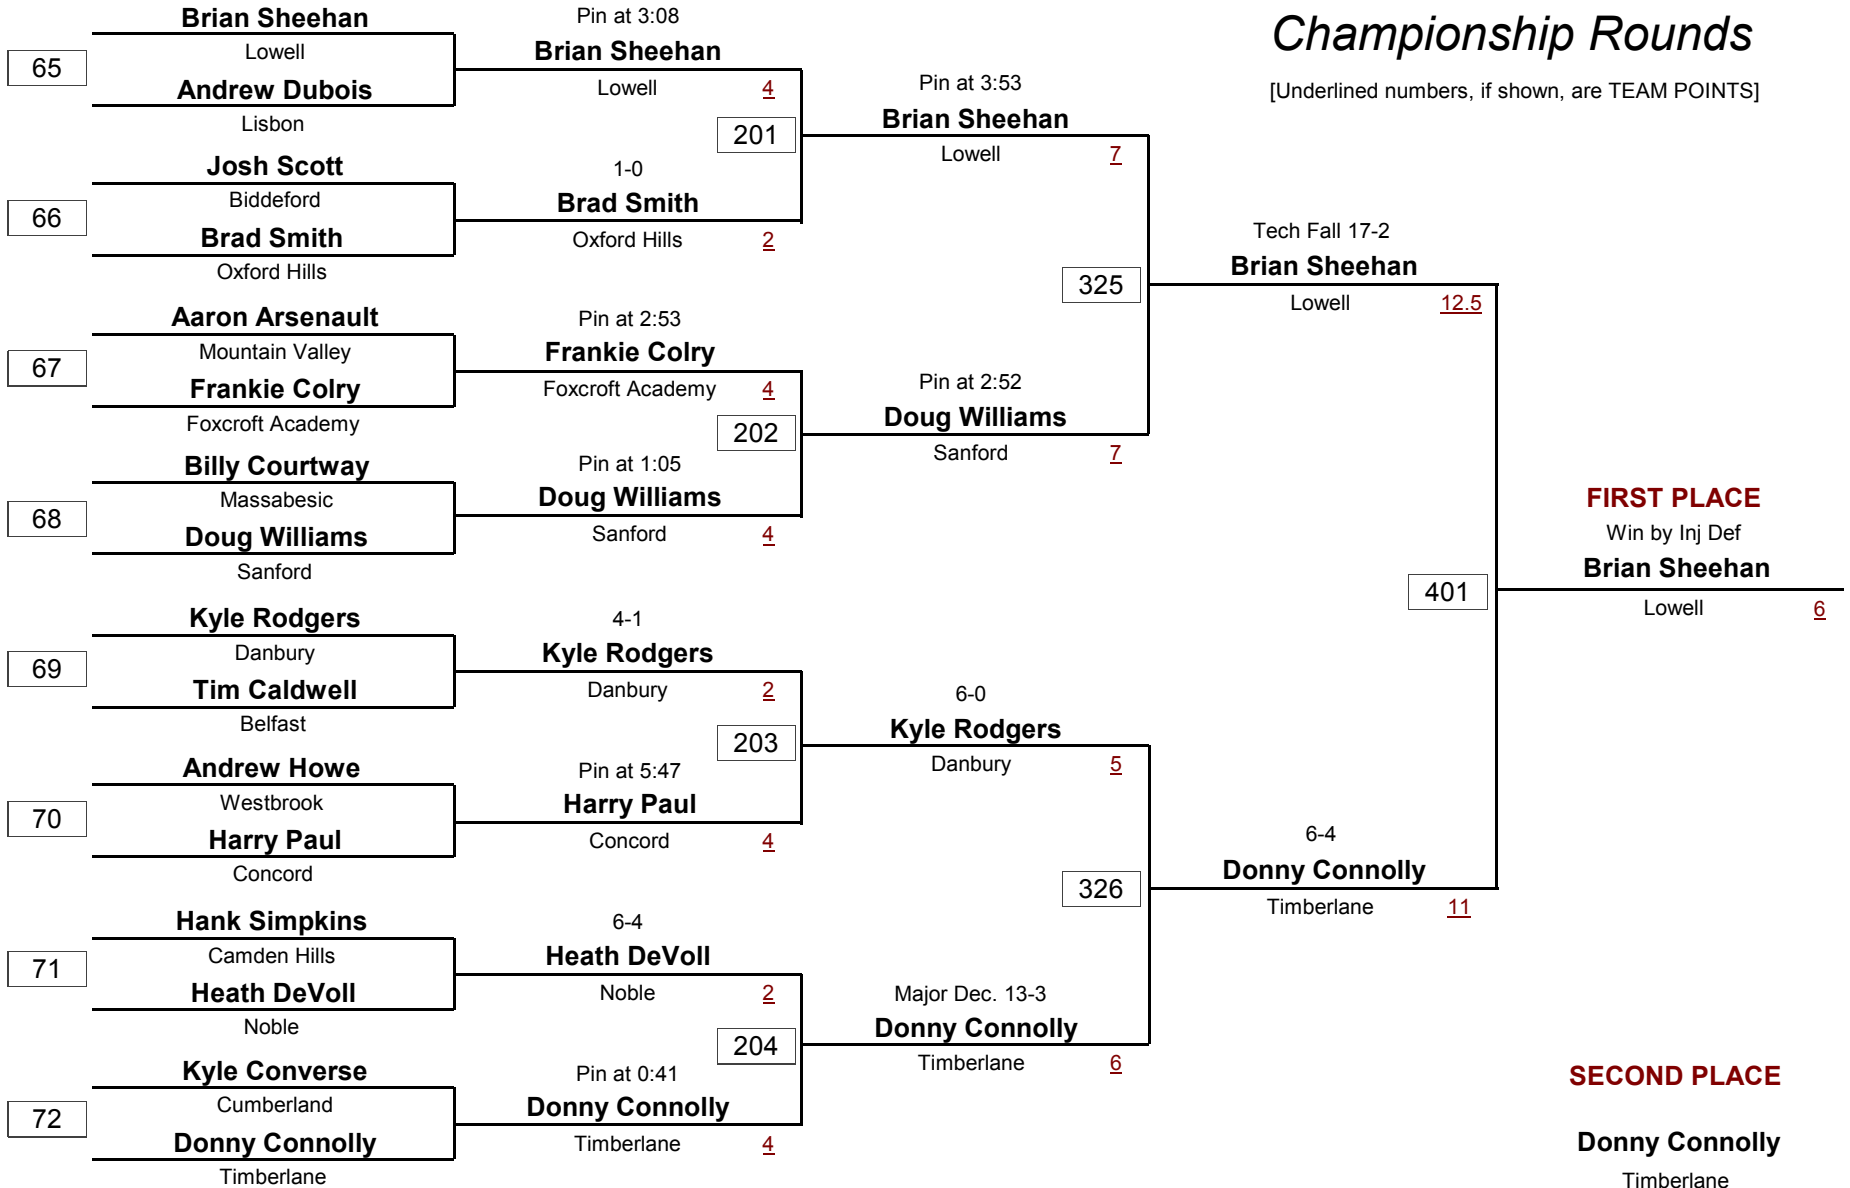 Championship Rounds
[Underlined numbers, if shown, are TEAM POINTS]
Brian Sheehan
Lowell
65
Andrew Dubois
Lisbon
Josh Scott
Biddeford
66
Brad Smith
Oxford Hills
Aaron Arsenault
Mountain Valley
67
Frankie Colry
Foxcroft Academy
Billy Courtway
Massabesic
68
Doug Williams
Sanford
Kyle Rodgers
Danbury
69
Tim Caldwell
Belfast
Andrew Howe
Westbrook
70
Harry Paul
Concord
Hank Simpkins
Camden Hills
71
Heath DeVoll
Noble
Kyle Converse
Cumberland
72
Donny Connolly
Timberlane
Pin at 3:08
Brian Sheehan
Lowell 4
201
1-0
Brad Smith
Oxford Hills 2
Pin at 2:53
Frankie Colry
Foxcroft Academy 4
202
Pin at 1:05
Doug Williams
Sanford 4
4-1
Kyle Rodgers
Danbury 2
203
Pin at 5:47
Harry Paul
Concord 4
6-4
Heath DeVoll
Noble 2
204
Pin at 0:41
Donny Connolly
Timberlane 4
Pin at 3:53
Brian Sheehan
Lowell 7
325
Pin at 2:52
Doug Williams
Sanford 7
6-0
Kyle Rodgers
Danbury 5
326
Major Dec. 13-3
Donny Connolly
Timberlane 6
Tech Fall 17-2
Brian Sheehan
Lowell 12.5
401
6-4
Donny Connolly
Timberlane 11
FIRST PLACE
Win by Inj Def
Brian Sheehan
Lowell 6
SECOND PLACE
Donny Connolly
Timberlane